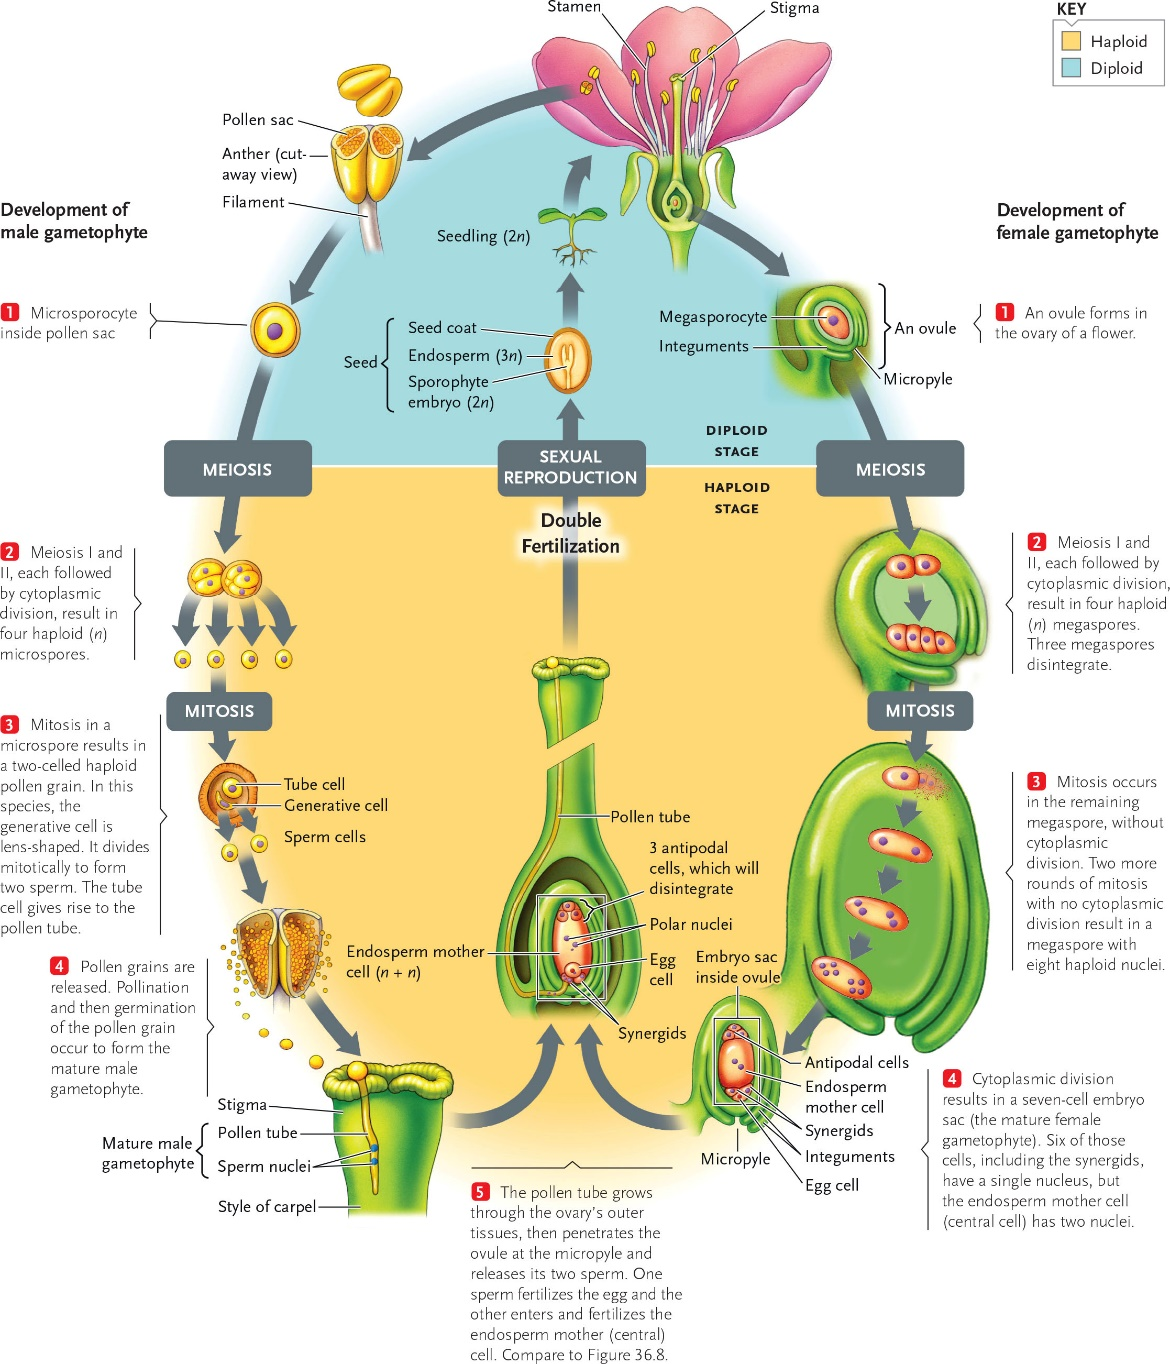 Stamen
Stigma
KEY
Haploid
Diploid
Pollen sac
Anther (cut-
away view)
Filament
Development of
male gametophyte
Seedling (2n)
Development of
female gametophyte
1 Microsporocyte
inside pollen sac
Seed
Seed coat
Endosperm (3n)
Sporophyte
embryo (2n)
Megasporocyte
Integuments
An ovule
Micropyle
1 An ovule forms in
the ovary of a flower.
DIPLOID
STAGE
MEIOSIS
SEXUAL
REPRODUCTION
MEIOSIS
HAPLOID
STAGE
Double
Fertilization
2 Meiosis I and
II, each followed
by cytoplasmic
division, result in
four haploid (n)
microspores.
2 Meiosis I and
II, each followed by
cytoplasmic division,
result in four haploid
(n) megaspores.
Three megaspores
disintegrate.
MITOSIS
MITOSIS
3 Mitosis in a
microspore results in
a two-celled haploid
pollen grain. In this
species, the
generative cell is
lens-shaped. It divides
mitotically to form
two sperm. The tube
cell gives rise to the
pollen tube.
Tube cell
Generative cell
Sperm cells
Pollen tube
3 antipodal
cells, which will
disintegrate
Polar nuclei
Egg
cell
Endosperm mother
cell (n + n)
Synergids
3 Mitosis occurs
in the remaining
megaspore, without
cytoplasmic
division. Two more
rounds of mitosis
with no cytoplasmic
division result in a
megaspore with
eight haploid nuclei.
4 Pollen grains are
released. Pollination
and then germination
of the pollen grain
occur to form the
mature male
gametophyte.
Embryo sac
inside ovule
Antipodal cells
Endosperm
mother cell
Synergids
Integuments
Egg cell
Micropyle
4 Cytoplasmic division
results in a seven-cell embryo
sac (the mature female
gametophyte). Six of those
cells, including the synergids,
have a single nucleus, but
the endosperm mother cell
(central cell) has two nuclei.
Stigma
Mature male
gametophyte
Pollen tube
Sperm nuclei
Style of carpel
5 The pollen tube grows
through the ovary's outer
tissues, then penetrates the
ovule at the micropyle and
releases its two sperm. One
sperm fertilizes the egg and the
other enters and fertilizes the
endosperm mother (central)
cell. Compare to Figure 36.8.